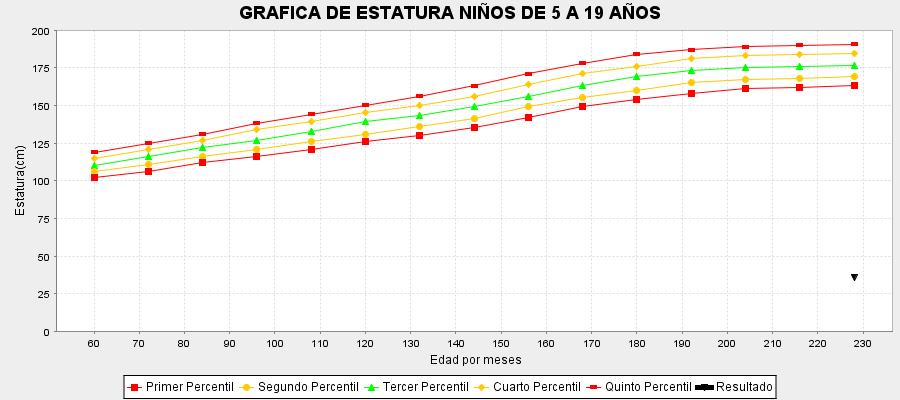 GRAFICA DE ESTATURA NIÑOS DE 5 A 19 AÑOS
200
175
150
125
100
75
50
25
0
Estatura(cm)
60 70 80 90 100 110 120 130 140 150 160 170 180 190 200 210 220 230
Edad por meses
Primer Percentil Segundo Percentil Tercer Percentil Cuarto Percentil Quinto Percentil Resultado